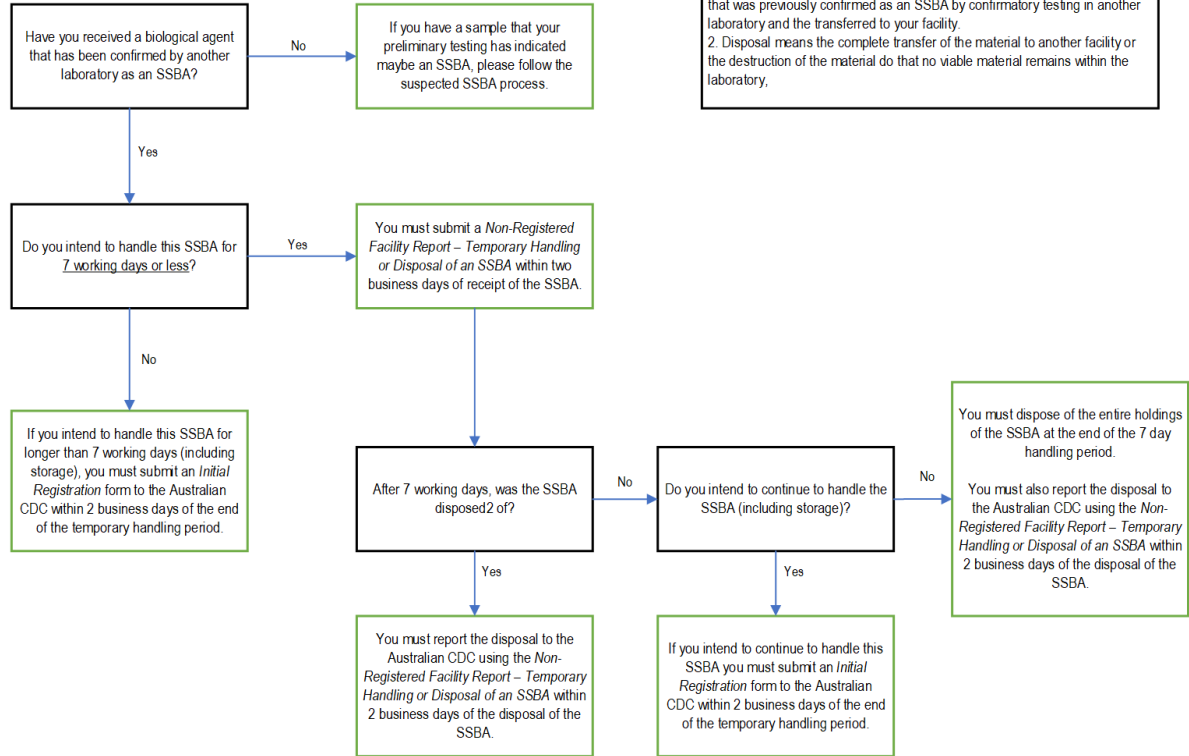 that was previously confirmed as an SSBA by confirmatory testing in another
laboratory and the transferred to your facility.
2. Disposal means the complete transfer of the material to another facility or
the destruction of the material do that no viable material remains within the
laboratory,
Have you received a biological agent
that has been confirmed by another
laboratory as an SSBA?
No
If you have a sample that your
preliminary testing has indicated
maybe an SSBA, please follow the
suspected SSBA process.
Yes
Do you intend to handle this SSBA for
7 working days or less?
Yes
You must submit a Non-Registered
Facility Report – Temporary Handling
or Disposal of an SSBA within two
business days of receipt of the SSBA.
No
If you intend to handle this SSBA for
longer than 7 working days (including
storage), you must submit an Initial
Registration form to the Australian
CDC within 2 business days of the end
of the temporary handling period.
After 7 working days, was the SSBA
disposed2 of?
No
Do you intend to continue to handle the
SSBA (including storage)?
No
You must dispose of the entire holdings
of the SSBA at the end of the 7 day
handling period.
You must also report the disposal to
the Australian CDC using the Non-
Registered Facility Report – Temporary
Handling or Disposal of an SSBA within
2 business days of the disposal of the
SSBA.
Yes
You must report the disposal to the
Australian CDC using the Non-
Registered Facility Report – Temporary
Handling or Disposal of an SSBA within
2 business days of the disposal of the
SSBA.
Yes
If you intend to continue to handle this
SSBA you must submit an Initial
Registration form to the Australian
CDC within 2 business days of the end
of the temporary handling period.